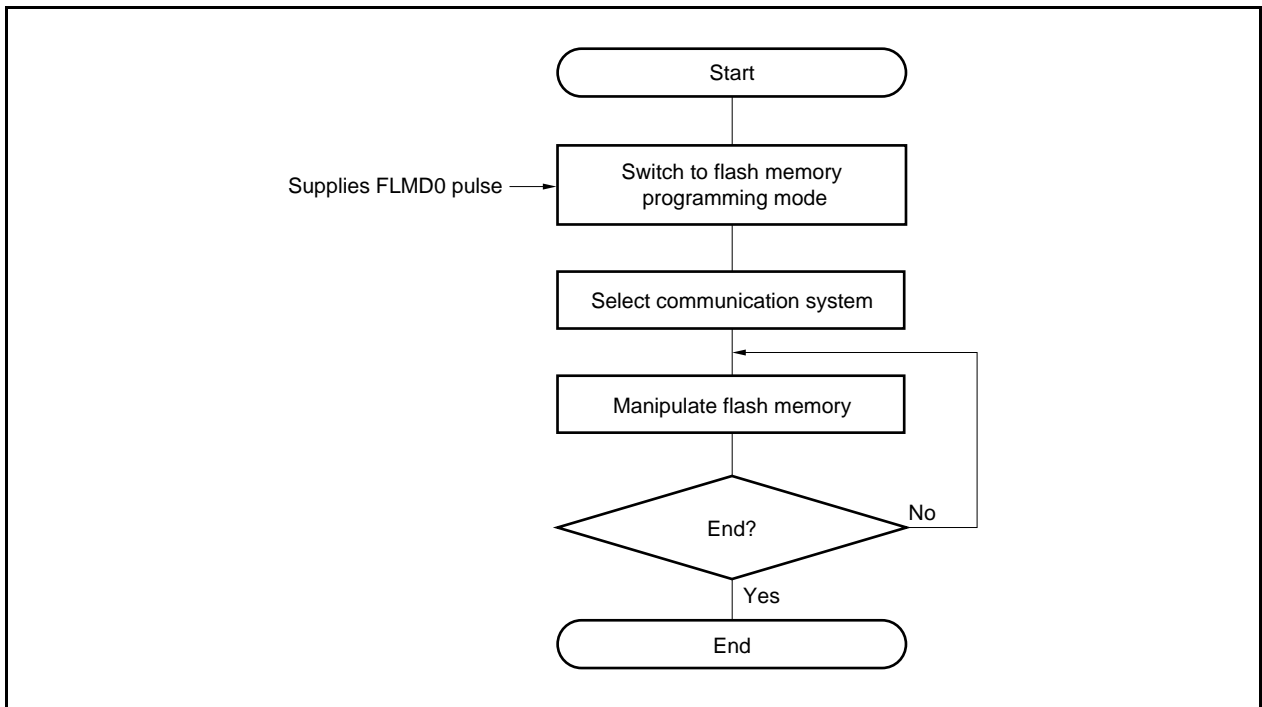 Start
Supplies FLMD0 pulse
Switch to flash memory
programming mode
Select communication system
Manipulate flash memory
End?
No
Yes
End